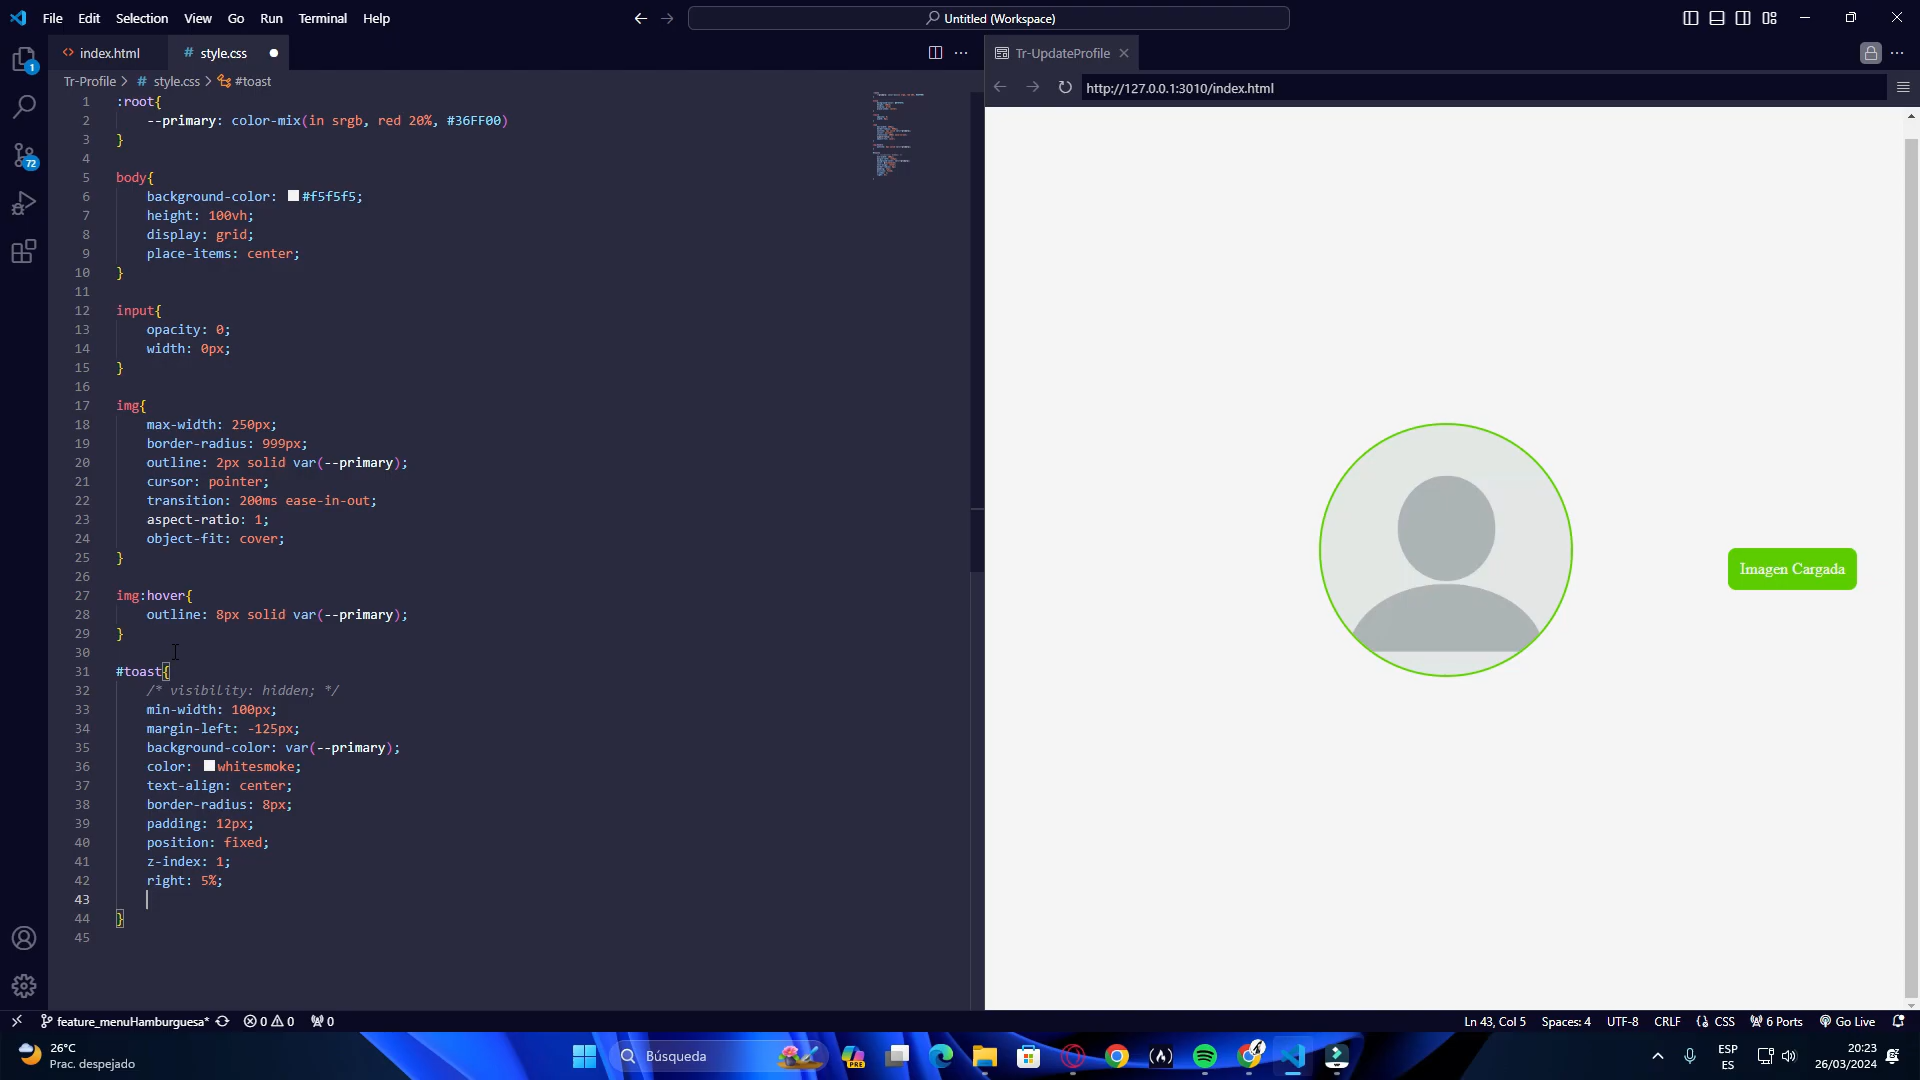 File Edit Selection View Go Run Terminal Help
Untitled (Workspace)
index.html
style.css
Tr-Profile > # style.css > #toast
1 :root{
2 --primary: color-mix(in srgb, red 20%, #36FF00)
3 }
4
5 body{
6 background-color: #f5f5f5;
7 height: 100vh;
8 display: grid;
9 place-items: center;
10 }
11
12 input{
13 opacity: 0;
14 width: 0px;
15 }
16
17 img{
18 max-width: 250px;
19 border-radius: 999px;
20 outline: 2px solid var(--primary);
21 cursor: pointer;
22 transition: 200ms ease-in-out;
23 aspect-ratio: 1;
24 object-fit: cover;
25 }
26
27 img:hover{
28 outline: 8px solid var(--primary);
29 }
30
31 #toast{
32 /* visibility: hidden; */
33 min-width: 100px;
34 margin-left: -125px;
35 background-color: var(--primary);
36 color: whitesmoke;
37 text-align: center;
38 border-radius: 8px;
39 padding: 12px;
40 position: fixed;
41 z-index: 1;
42 right: 5%;
43
44 }
45
Tr-UpdateProfile
http://127.0.0.1:3010/index.html
Imagen Cargada
1
72
feature_menuHamburguesa* 0 0 0
Ln 43, Col 5 Spaces: 4 UTF-8 CRLF CSS 6 Ports Go Live
26°C
Prac. despejado
Búsqueda
PRE
ESP
ES
20:23
26/03/2024